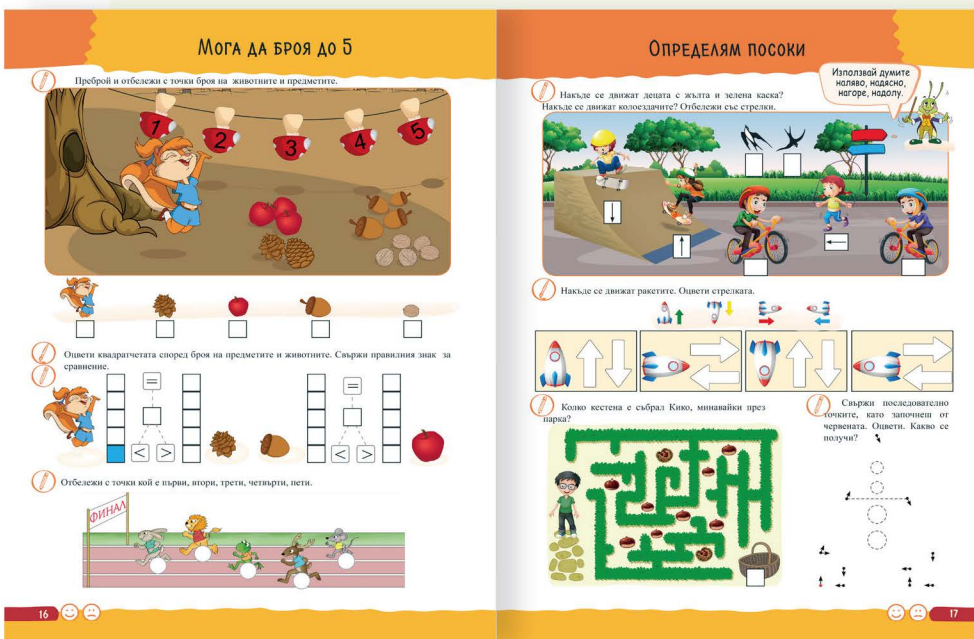 Мога да броя до 5
Преброй и отбележи с точки броя на животните и предметите.
1
2
3
4
5
Оцвети квадратчетата според броя на предметите и животните. Свържи правилния знак за
сравнение.
=
< >
=
< >
Отбележи с точки кой е първи, втори, трети, четвърти, пети.
ФИНАЛ
16
Определям посоки
Използвай думите
наляво, надясно,
нагоре, надолу.
Накъде се движат децата с жълта и зелена каска?
Накъде се движат колоездачите? Отбележи със стрелки.
Накъде се движат ракетите. Оцвети стрелката.
Колко кестена е събрал Кико, минавайки през
парка?
Свържи последователно
точките, като започнеш от
червената. Оцвети. Какво се
получи?
17